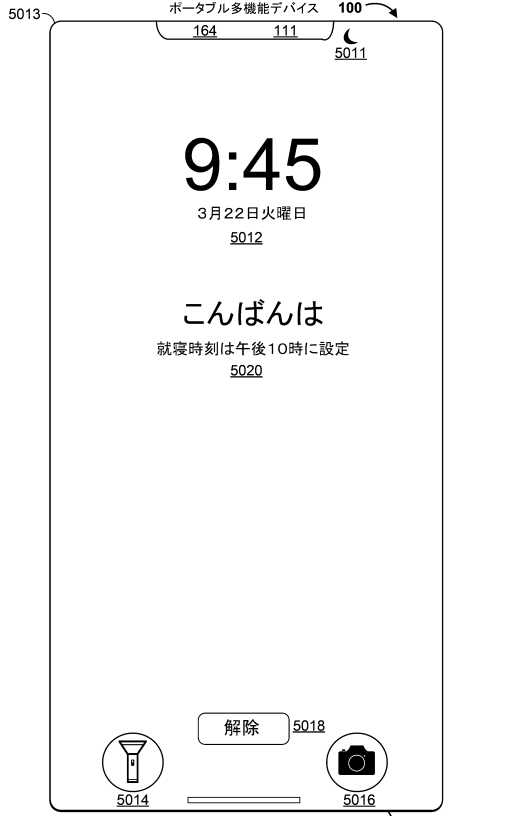 ポータブル多機能デバイス 100
5013
164 111
5011
9:45
3月22日火曜日
5012
こんばんは
就寝時刻は午後10時に設定
5020
解除 5018
5014 5016